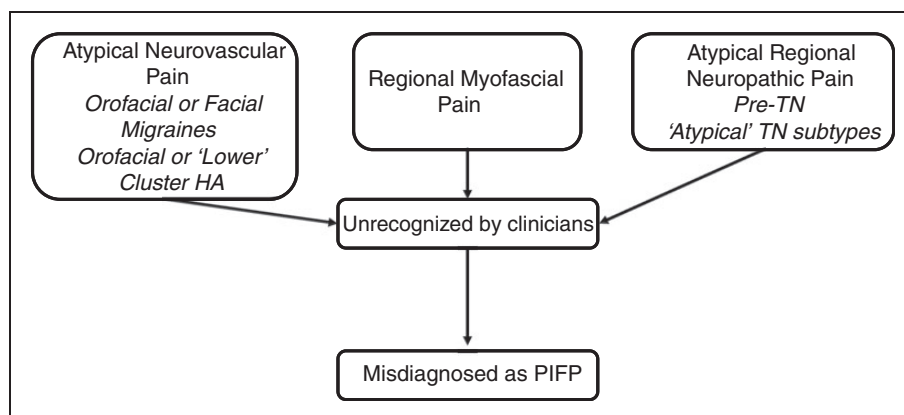 Atypical Neurovascular
Pain
Orofacial or Facial
Migraines
Orofacial or ‘Lower’
Cluster HA
Regional Myofascial
Pain
Atypical Regional
Neuropathic Pain
Pre-TN
‘Atypical’ TN subtypes
Unrecognized by clinicians
Misdiagnosed as PIFP